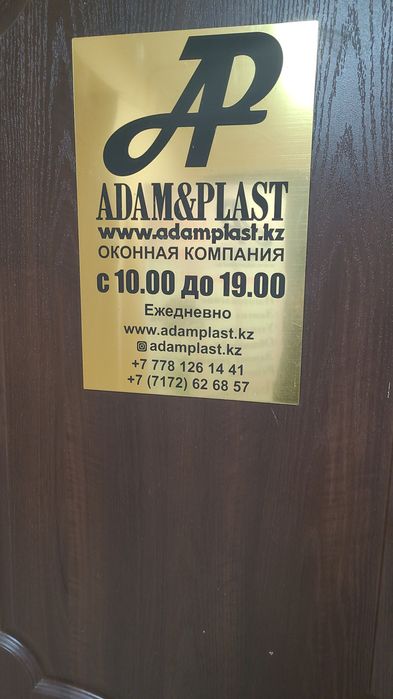 AP
ADAM&PLAST
www.adamplast.kz
ОКОННАЯ КОМПАНИЯ
с 10.00 до 19.00
Ежедневно
www.adamplast.kz
adamplast.kz
+7 778 126 14 41
+7 (7172) 62 68 57